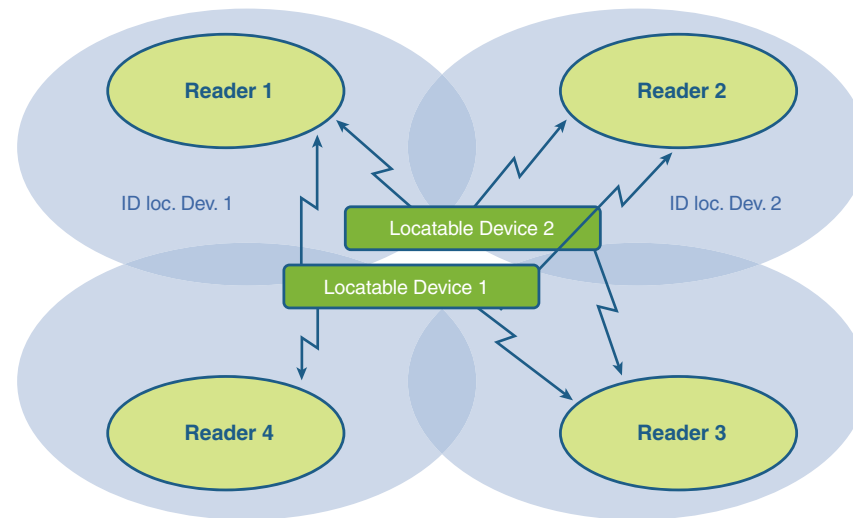 Reader 1
Reader 2
ID loc. Dev. 1
ID loc. Dev. 2
Locatable Device 2
Locatable Device 1
Reader 4
Reader 3